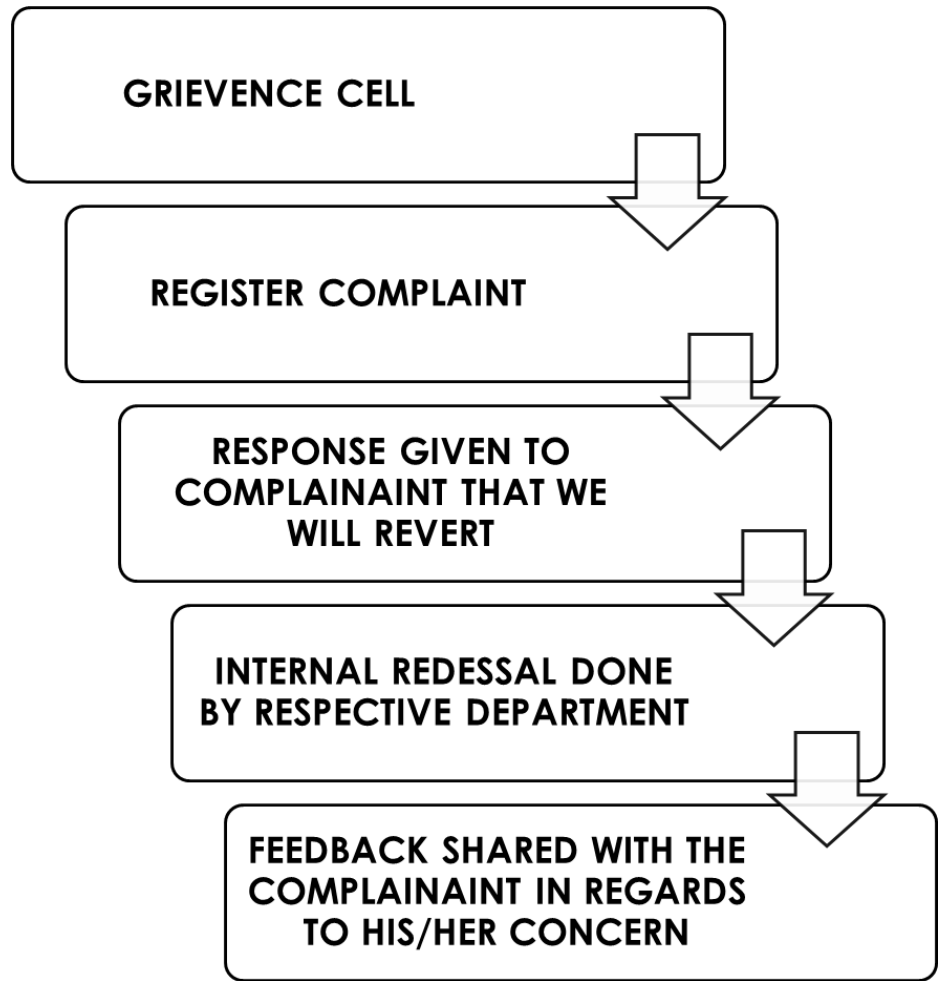 GRIEVENCE CELL
REGISTER COMPLAINT
RESPONSE GIVEN TO
COMPLAINAINT THAT WE
WILL REVERT
INTERNAL REDESSAL DONE
BY RESPECTIVE DEPARTMENT
FEEDBACK SHARED WITH THE
COMPLAINAINT IN REGARDS
TO HIS/HER CONCERN